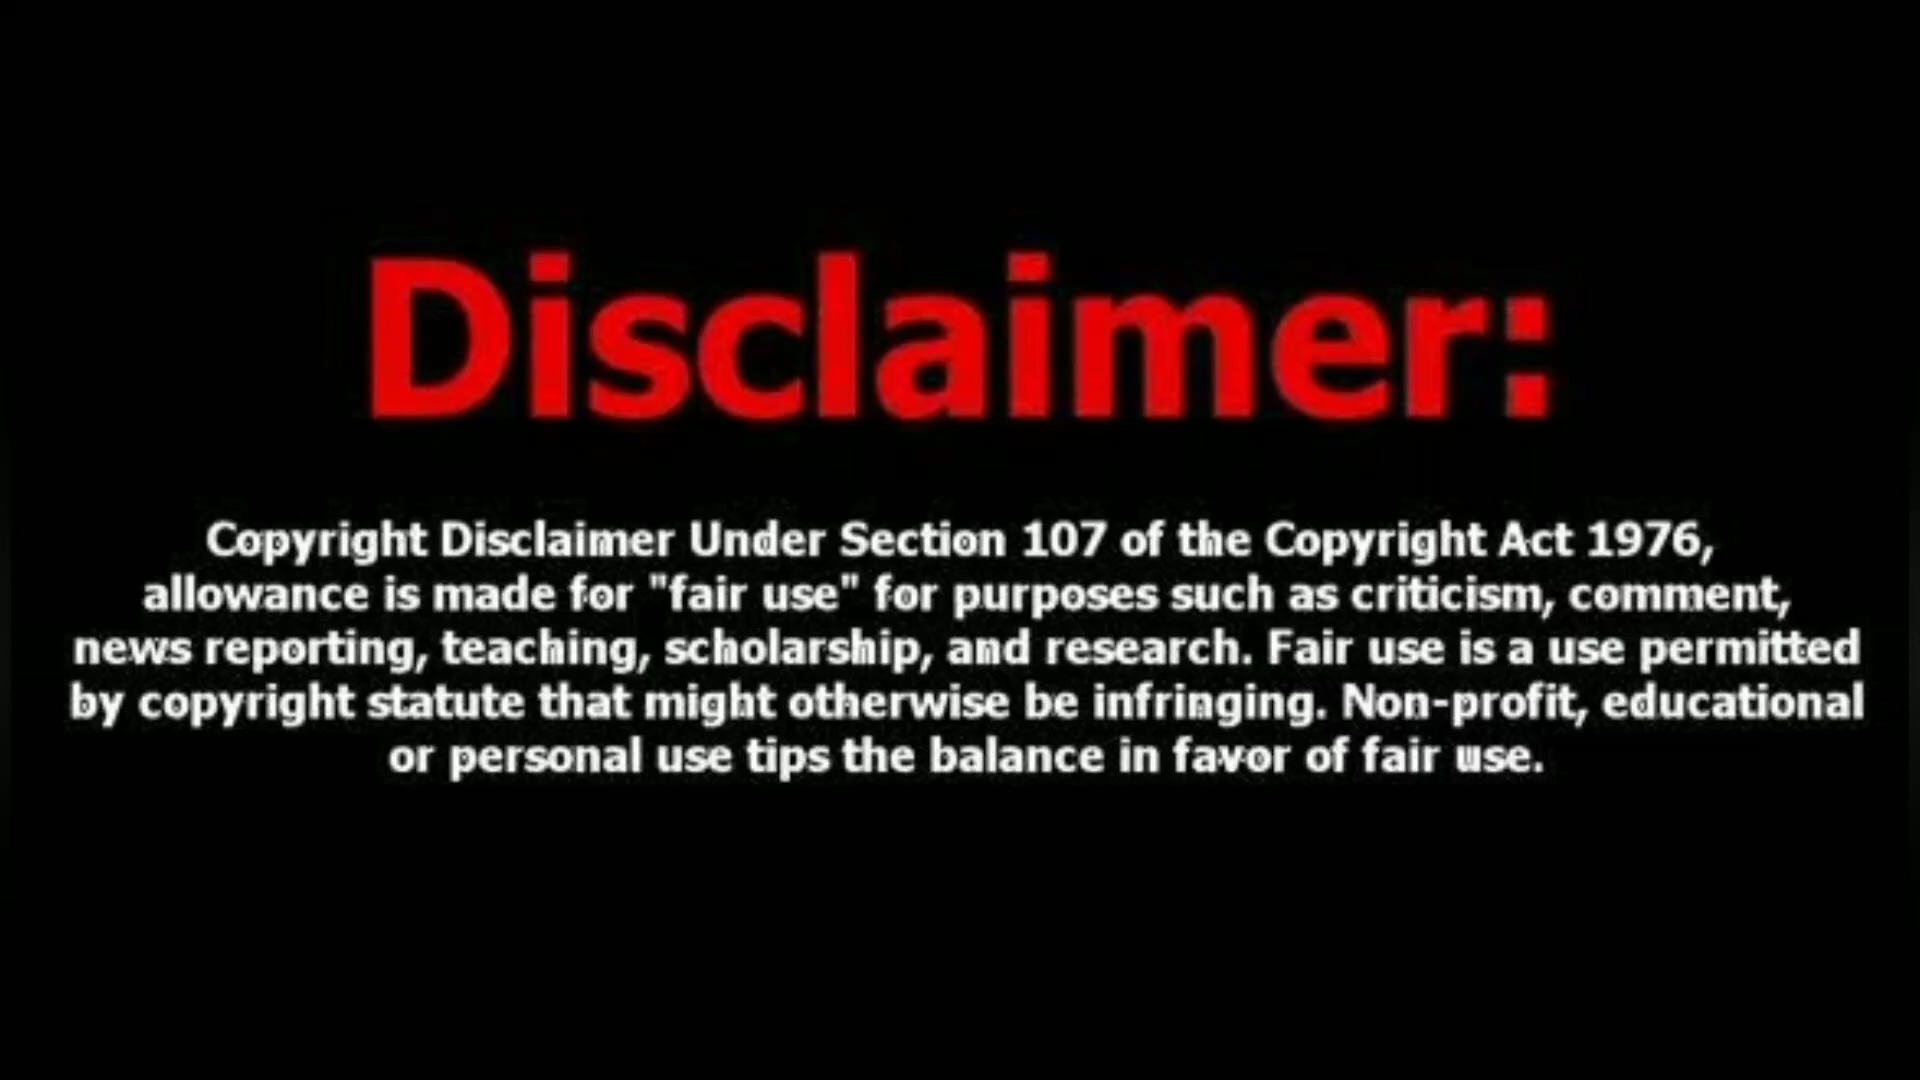 Disclaimer:
Copyright Disclaimer Under Section 107 of the Copyright Act 1976,
allowance is made for "fair use" for purposes such as criticism, comment,
news reporting, teaching, scholarship, and research. Fair use is a use permitted
by copyright statute that might otherwise be infringing. Non-profit, educational
or personal use tips the balance in favor of fair use.